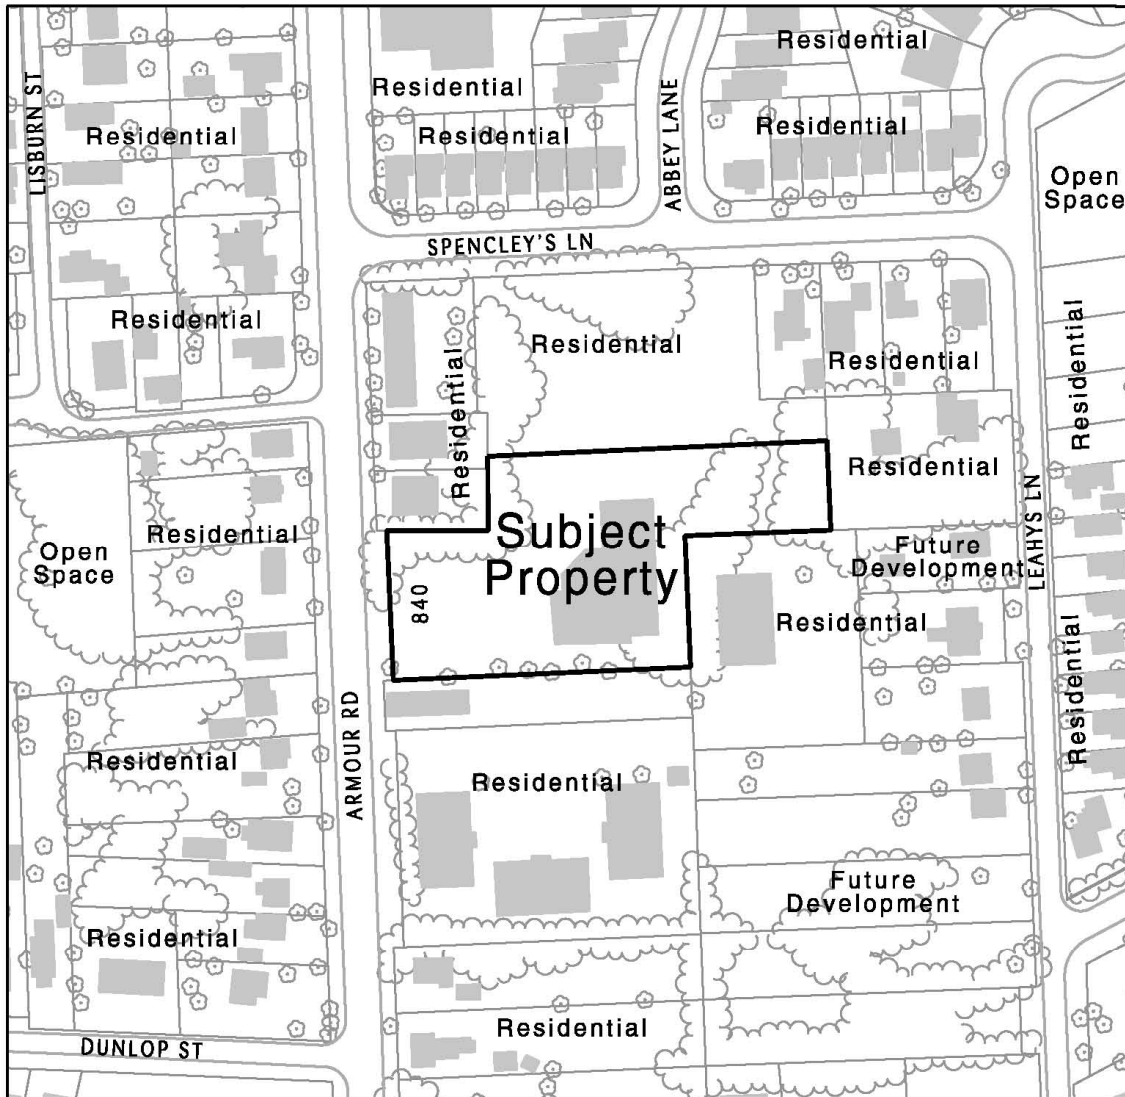 Residential
LISBURN ST
Residential
ABBEY LANE
Residential
Residential
Residential
Open
Space
SPENCLEY'S LN
Residential
Residential
Residential
Residential
Residential
Residential
Residential
Residential
Open
Space
Subject
Property
840
Future
Development
LEAHYS LN
Residential
Residential
ARMOUR RD
Residential
Residential
Future
Development
Residential
Residential
DUNLOP ST